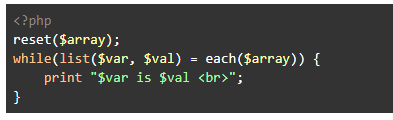 <?php
reset($array);
while(list($var, $val) = each($array)) {
    print "$var is $val <br>";
}